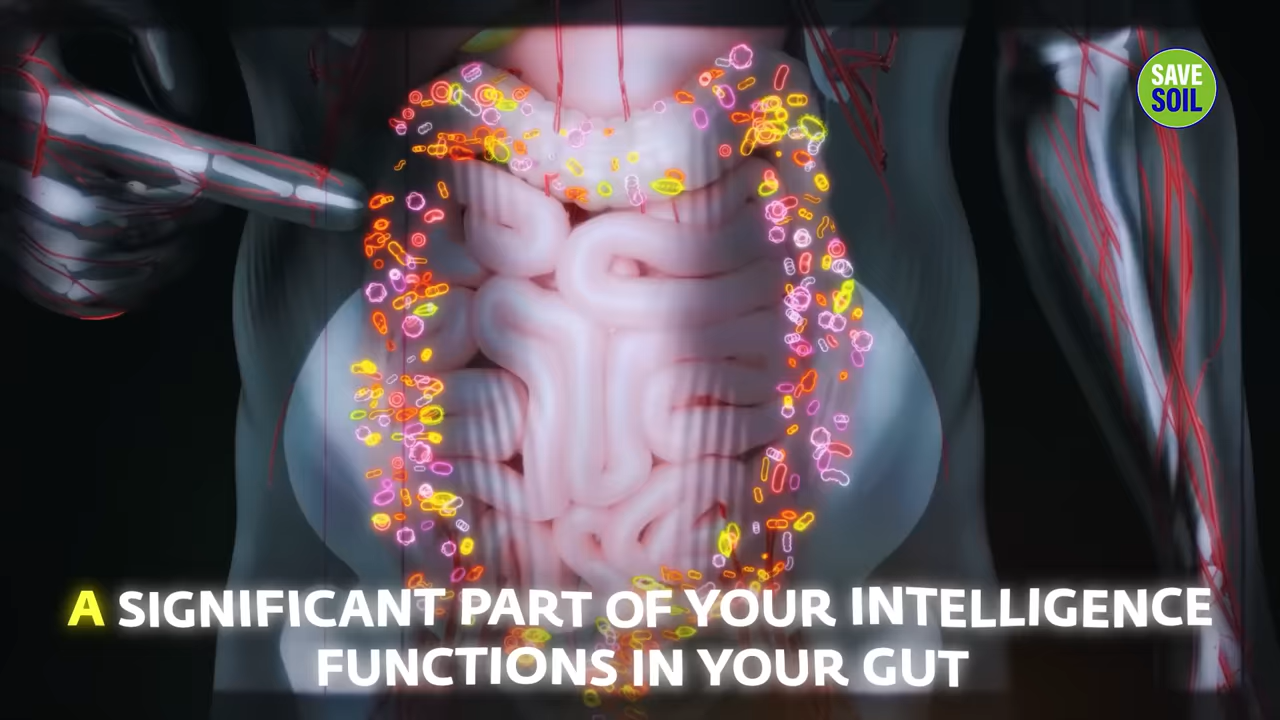 SAVE
SOIL
A SIGNIFICANT PART OF YOUR INTELLIGENCE
FUNCTIONS IN YOUR GUT